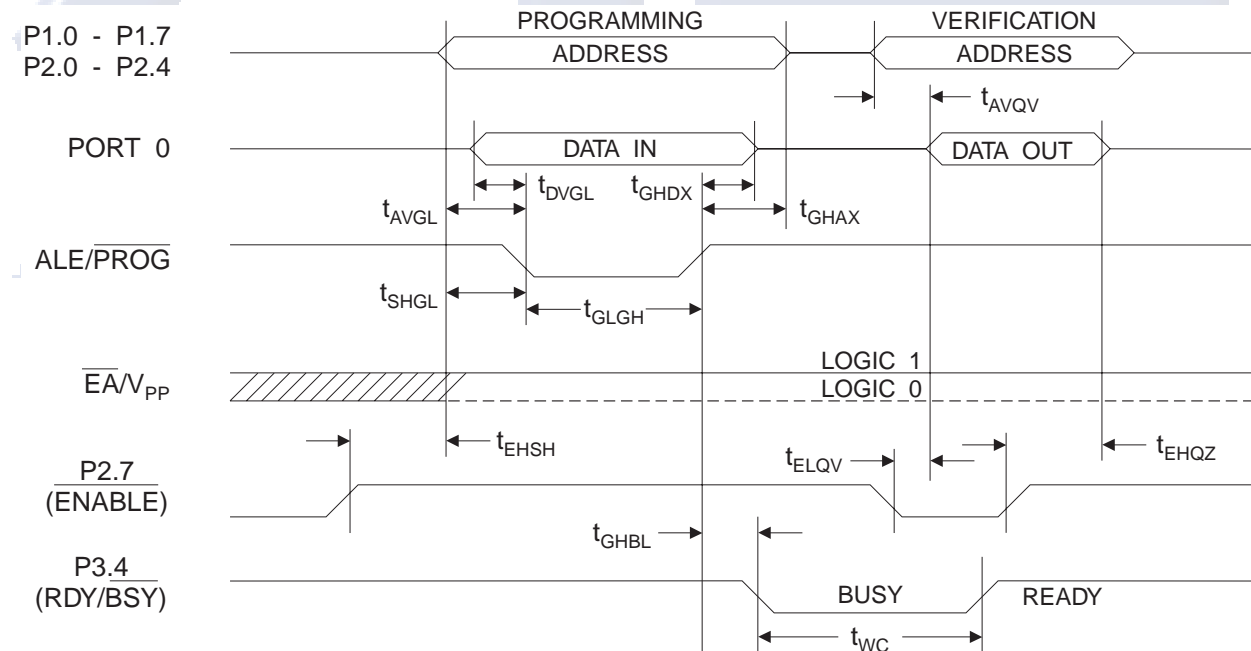 PROGRAMMING
VERIFICATION
P1.0 - P1.7
P2.0 - P2.4
ADDRESS
ADDRESS
tAVQV
PORT 0
DATA IN
DATA OUT
tDVGL
tGHDX
tAVGL
tGHAX
ALE/PROG
tSHGL
tGLGH
LOGIC 1
EA/VPP
LOGIC 0
tEHSH
tELQV
tEHQZ
P2.7
(ENABLE)
tGHBL
P3.4
(RDY/BSY)
BUSY
READY
tWC